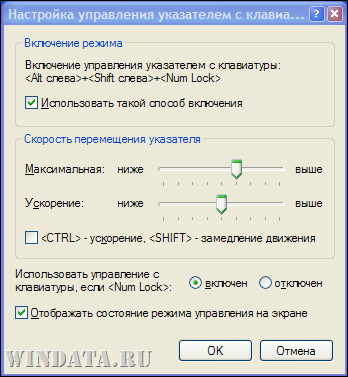 Настройка управления указателем с клавиа...
Включение режима
Включение управления указателем с клавиатуры:
<Alt слева>+<Shift слева>+<Num Lock>
Использовать такой способ включения
Скорость перемещения указателя
Максимальная: ниже выше
Ускорение: ниже выше
<CTRL> - ускорение, <SHIFT> - замедление движения
Использовать управление с
клавиатуры, если <Num Lock>: включен отключен
Отображать состояние режима управления на экране
WINDATA.RU
OK Отмена